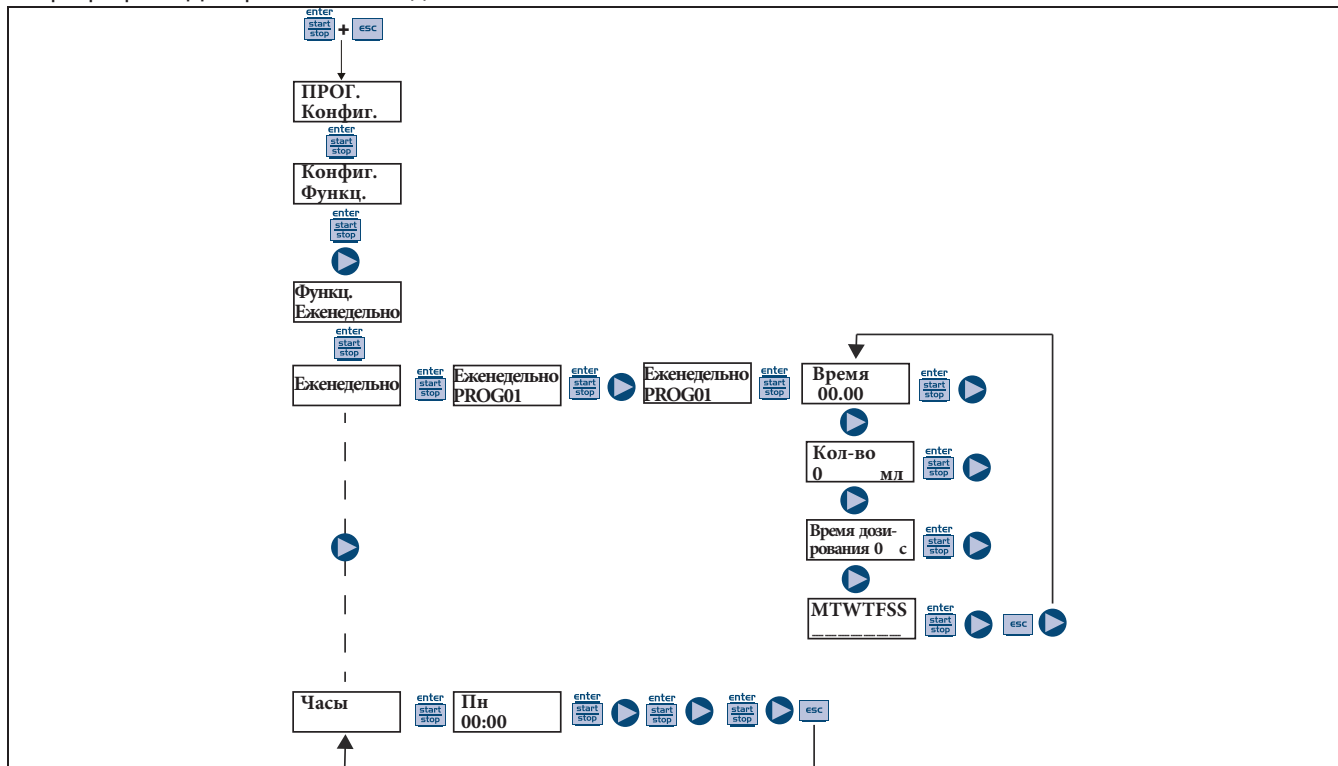 enter
start
stop
+
esc
ПРОГ.
Конфиг.
enter
start
stop
Конфиг.
Функц.
enter
start
stop
Функц.
Еженедельно
enter
start
stop
Еженедельно
enter
start
stop
Еженедельно
PROG01
enter
start
stop
Еженедельно
PROG01
enter
start
stop
Время
00.00
enter
start
stop
Кол-во
0 мл
enter
start
stop
Время дози-
рования 0 с
enter
start
stop
MTWTFSS
_______
enter
start
stop
esc
Часы
enter
start
stop
Пн
00:00
enter
start
stop
enter
start
stop
enter
start
stop
esc